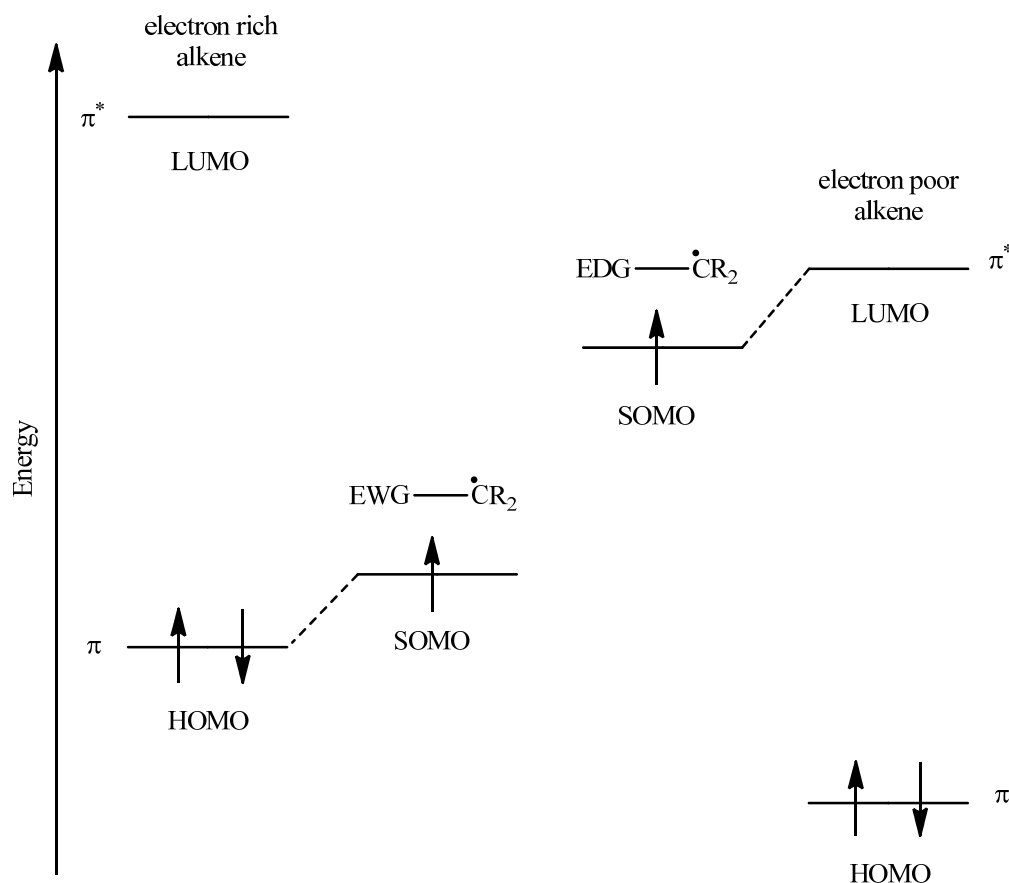 electron rich
alkene
π*
LUMO
electron poor
alkene
EDG—ĊR₂
π*
LUMO
SOMO
Energy
EWG—ĊR₂
SOMO
π
HOMO
π
HOMO